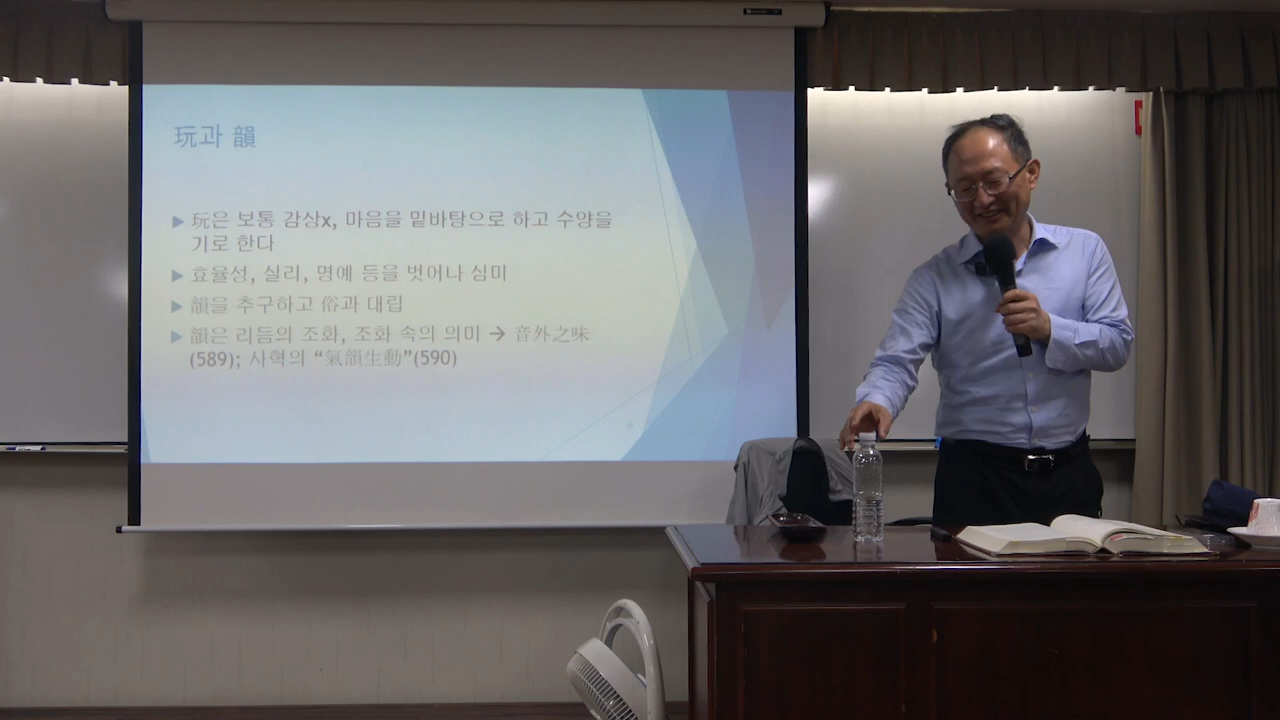 玩과 韻
玩은 보통 감상x, 마음을 밑바탕으로 하고 수양을
기로 한다
효율성, 실리, 명예 등을 벗어나 심미
韻을 추구하고 俗과 대립
韻은 리듬의 조화, 조화 속의 의미 → 音外之味
(589); 사혁의 “氣韻生動”(590)